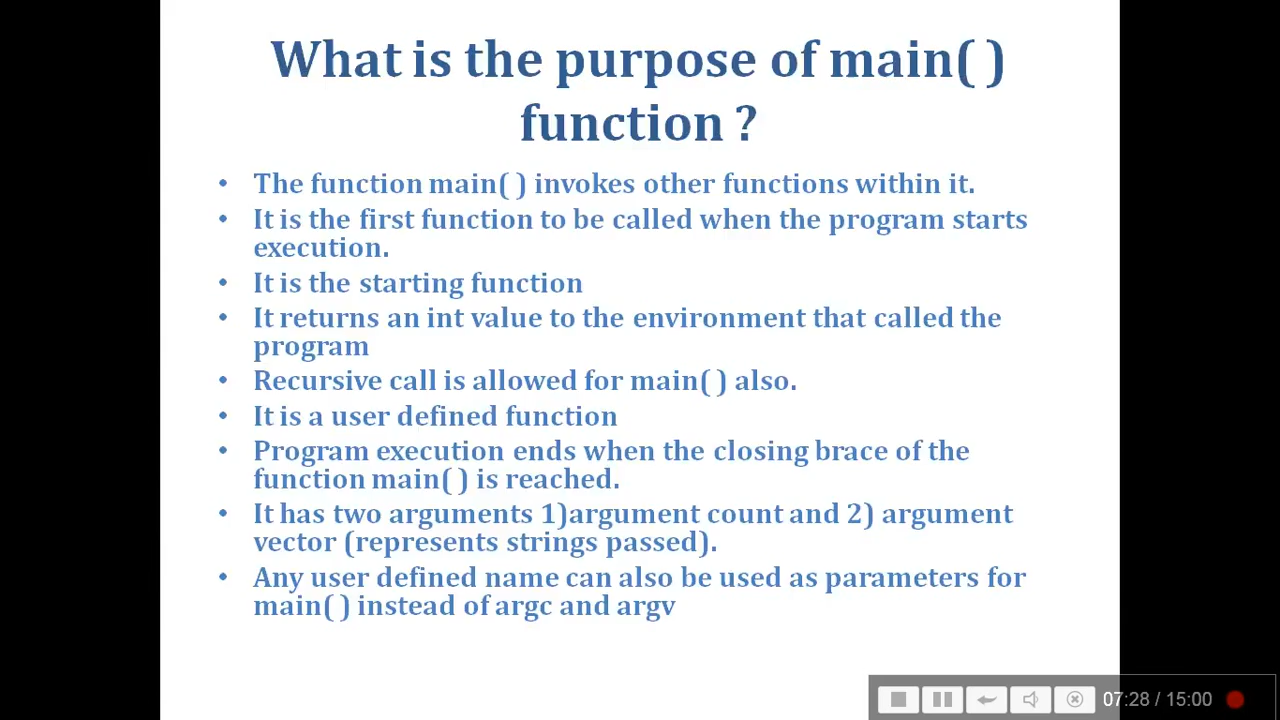 What is the purpose of main( )
function ?
• The function main( ) invokes other functions within it.
• It is the first function to be called when the program starts
execution.
• It is the starting function
• It returns an int value to the environment that called the
program
• Recursive call is allowed for main( ) also.
• It is a user defined function
• Program execution ends when the closing brace of the
function main( ) is reached.
• It has two arguments 1)argument count and 2) argument
vector (represents strings passed).
• Any user defined name can also be used as parameters for
main( ) instead of argc and argv
07:28 / 15:00